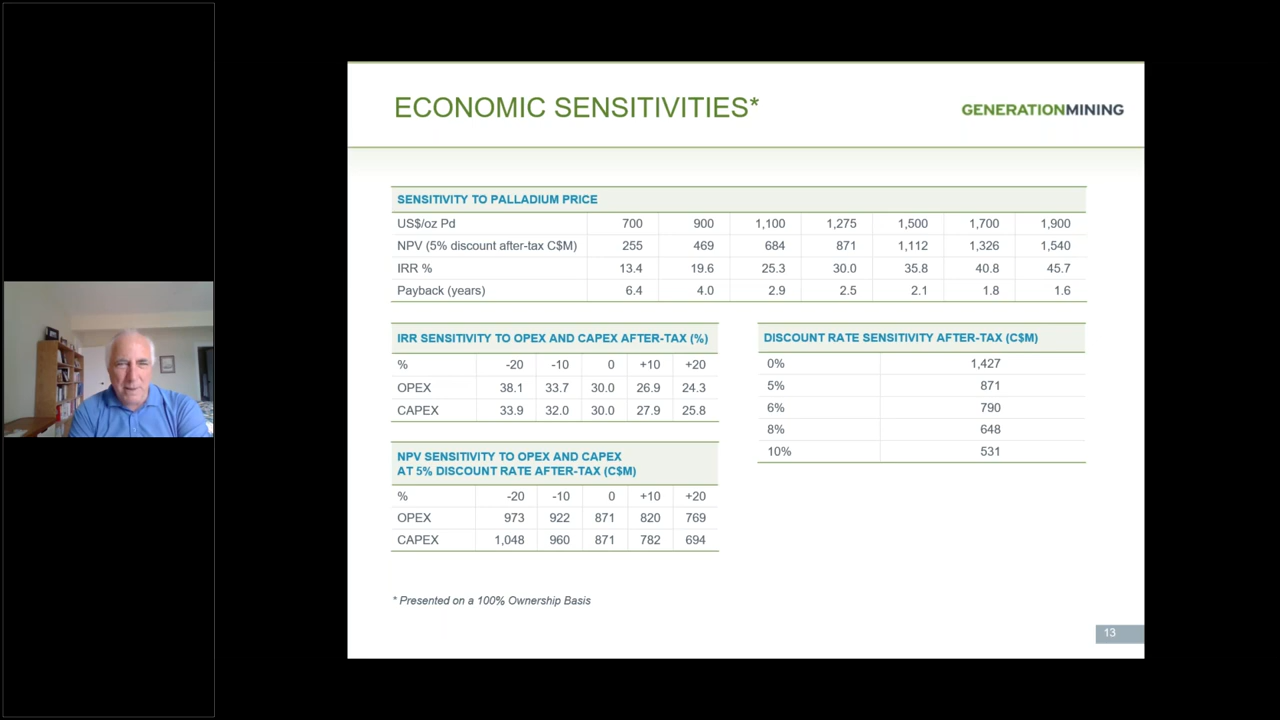 ECONOMIC SENSITIVITIES*
GENERATIONMINING
SENSITIVITY TO PALLADIUM PRICE
US$/oz Pd 700 900 1,100 1,275 1,500 1,700 1,900
NPV (5% discount after-tax C$M) 255 469 684 871 1,112 1,326 1,540
IRR % 13.4 19.6 25.3 30.0 35.8 40.8 45.7
Payback (years) 6.4 4.0 2.9 2.5 2.1 1.8 1.6
IRR SENSITIVITY TO OPEX AND CAPEX AFTER-TAX (%)
% -20 -10 0 +10 +20
OPEX 38.1 33.7 30.0 26.9 24.3
CAPEX 33.9 32.0 30.0 27.9 25.8
NPV SENSITIVITY TO OPEX AND CAPEX
AT 5% DISCOUNT RATE AFTER-TAX (C$M)
% -20 -10 0 +10 +20
OPEX 973 922 871 820 769
CAPEX 1,048 960 871 782 694
DISCOUNT RATE SENSITIVITY AFTER-TAX (C$M)
0% 1,427
5% 871
6% 790
8% 648
10% 531
* Presented on a 100% Ownership Basis
13